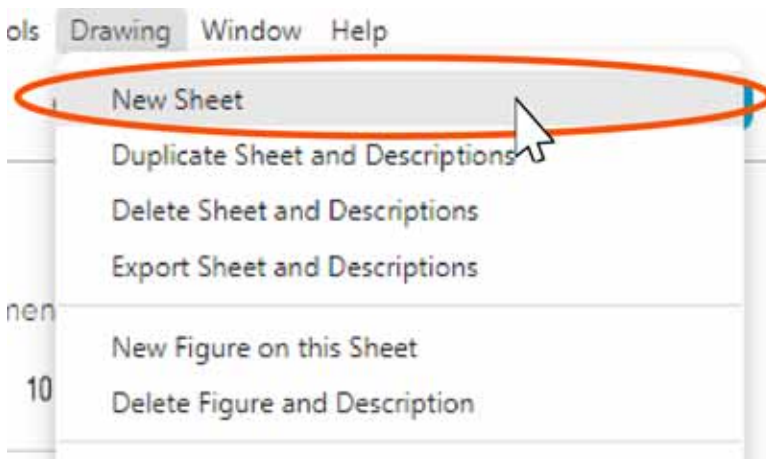 ols Drawing Window Help
New Sheet
Duplicate Sheet and Descriptions
Delete Sheet and Descriptions
Export Sheet and Descriptions
men
New Figure on this Sheet
10
Delete Figure and Description